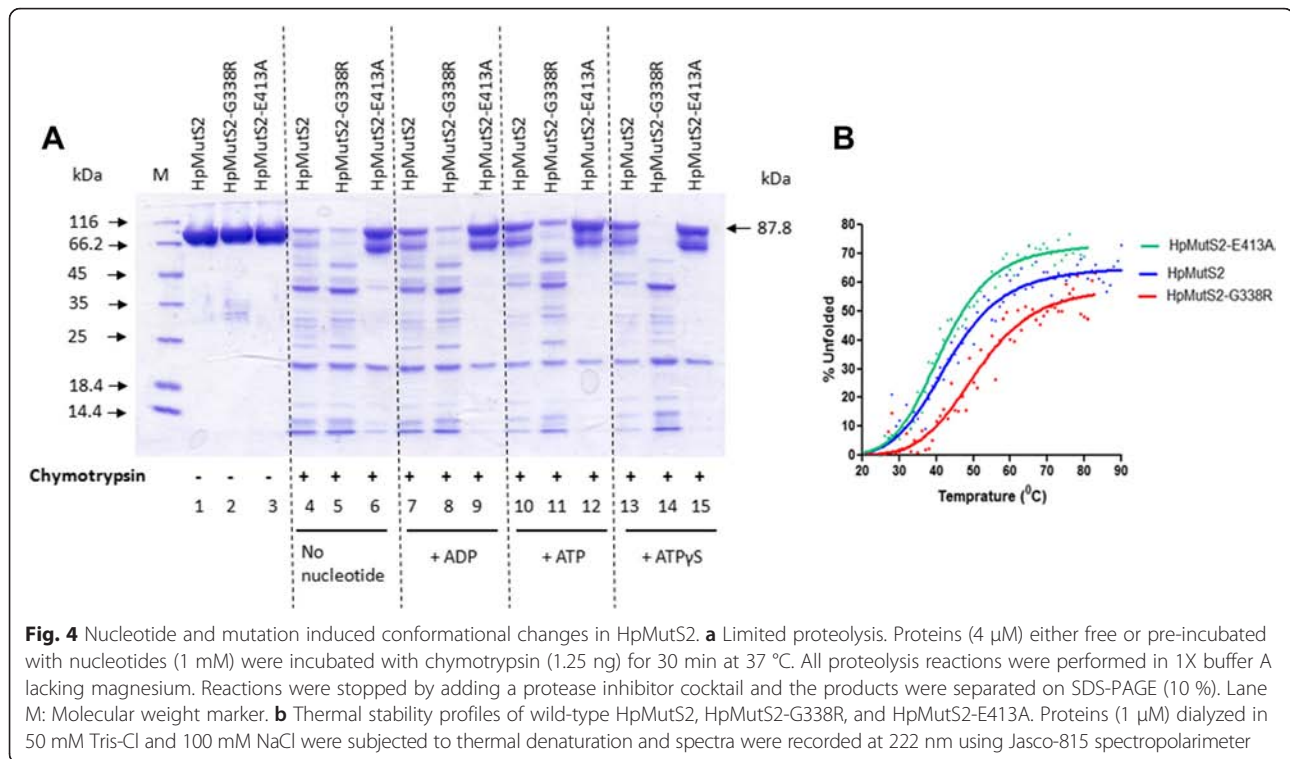 A
kDa
M
HpMutS2
HpMutS2-G338R
HpMutS2-E413A
HpMutS2
HpMutS2-G338R
HpMutS2-E413A
HpMutS2
HpMutS2-G338R
HpMutS2-E413A
HpMutS2
HpMutS2-G338R
HpMutS2-E413A
HpMutS2
HpMutS2-G338R
HpMutS2-E413A
kDa
116
66.2
45
35
25
18.4
14.4
87.8
Chymotrypsin - - - + + + + + + + + + + + +
1 2 3 4 5 6 7 8 9 10 11 12 13 14 15
No nucleotide
+ ADP
+ ATP
+ ATPγS
B
% Unfolded
80
70
60
50
40
30
20
10
0
20 30 40 50 60 70 80 90
Temprature (⁰C)
HpMutS2-E413A
HpMutS2
HpMutS2-G338R
Fig. 4 Nucleotide and mutation induced conformational changes in HpMutS2. a Limited proteolysis. Proteins (4 μM) either free or pre-incubated
with nucleotides (1 mM) were incubated with chymotrypsin (1.25 ng) for 30 min at 37 °C. All proteolysis reactions were performed in 1X buffer A
lacking magnesium. Reactions were stopped by adding a protease inhibitor cocktail and the products were separated on SDS-PAGE (10 %). Lane
M: Molecular weight marker. b Thermal stability profiles of wild-type HpMutS2, HpMutS2-G338R, and HpMutS2-E413A. Proteins (1 μM) dialyzed in
50 mM Tris-Cl and 100 mM NaCl were subjected to thermal denaturation and spectra were recorded at 222 nm using Jasco-815 spectropolarimeter